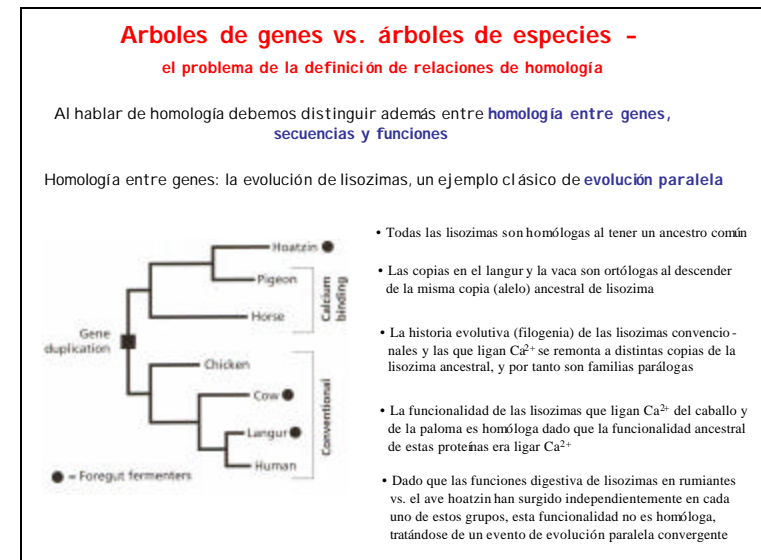 Arboles de genes vs. árboles de especies –
el problema de la definición de relaciones de homología
Al hablar de homología debemos distinguir además entre homología entre genes,
secuencias y funciones
Homología entre genes: la evolución de lisozimas, un ejemplo clásico de evolución paralela
Hoatzin
Pigeon
Horse
Calcium
binding
Gene
duplication
Chicken
Cow
Langur
Human
Conventional
● = Foregut fermenters
• Todas las lisozimas son homólogas al tener un ancestro común
• Las copias en el langur y la vaca son ortólogas al descender
de la misma copia (alelo) ancestral de lisozima
• La historia evolutiva (filogenia) de las lisozimas convencio-
nales y las que ligan Ca2+ se remonta a distintas copias de la
lisozima ancestral, y por tanto son familias parálogas
• La funcionalidad de las lisozimas que ligan Ca2+ del caballo y
de la paloma es homóloga dado que la funcionalidad ancestral
de estas proteínas era ligar Ca2+
• Dado que las funciones digestiva de lisozimas en rumiantes
vs. el ave hoatzin han surgido independientemente en cada
uno de estos grupos, esta funcionalidad no es homóloga,
tratándose de un evento de evolución paralela convergente